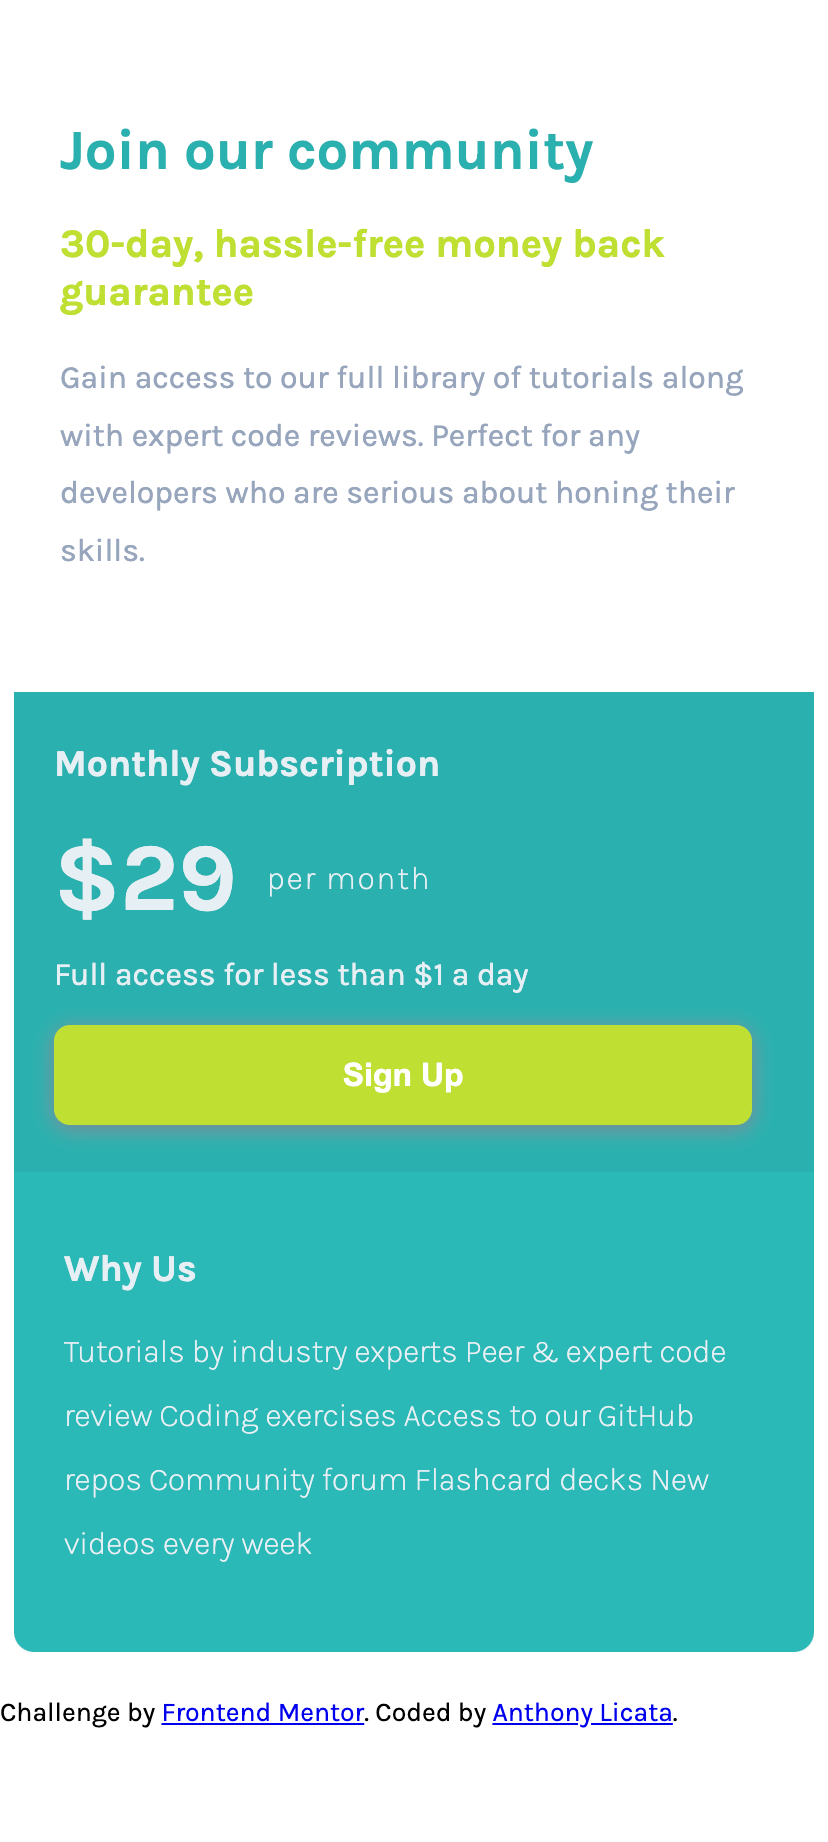 Join our community
30-day, hassle-free money back
guarantee
Gain access to our full library of tutorials along
with expert code reviews. Perfect for any
developers who are serious about honing their
skills.
Monthly Subscription
$29 per month
Full access for less than $1 a day
Sign Up
Why Us
Tutorials by industry experts Peer & expert code
review Coding exercises Access to our GitHub
repos Community forum Flashcard decks New
videos every week
Challenge by Frontend Mentor. Coded by Anthony Licata.